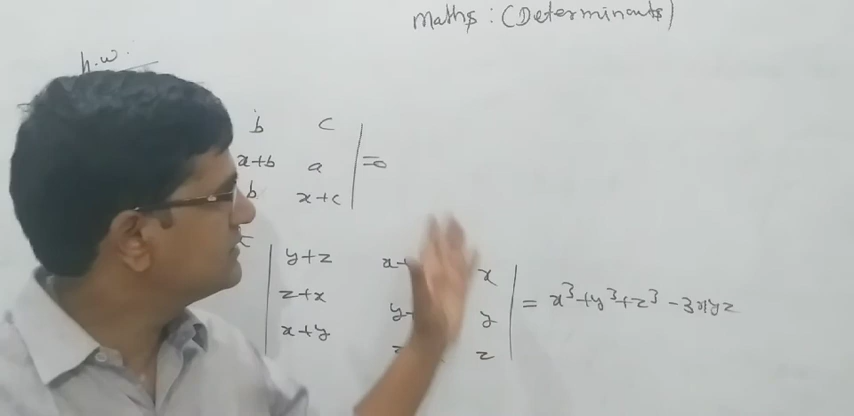 Maths : (Determinants)
h.w.
b c
x+b a =0
b x+c
y+z x
z+x y = x³+y³+z³-3xyz
x+y z